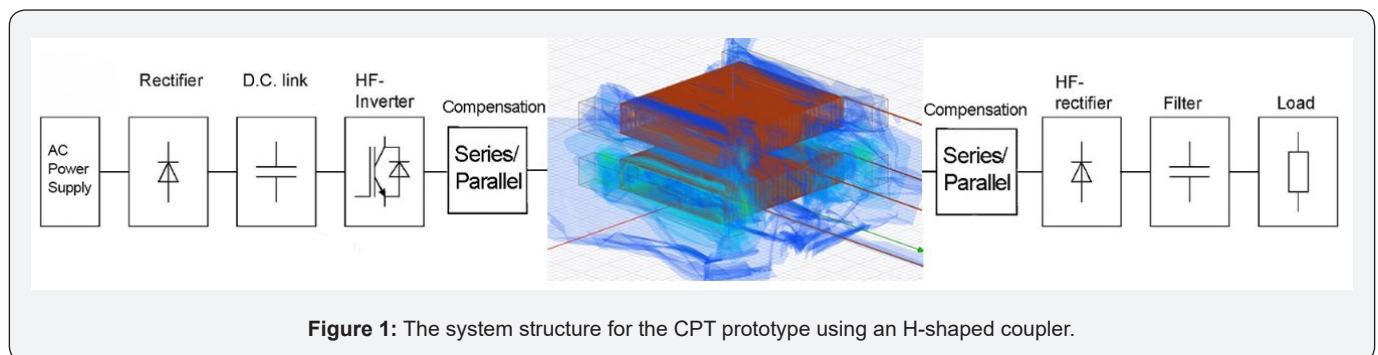 Rectifier
D.C. link
HF-
Inverter
Compensation
AC
Power
Supply
Series/
Parallel
Compensation
HF-
rectifier
Filter
Load
Series/
Parallel
Figure 1: The system structure for the CPT prototype using an H-shaped coupler.